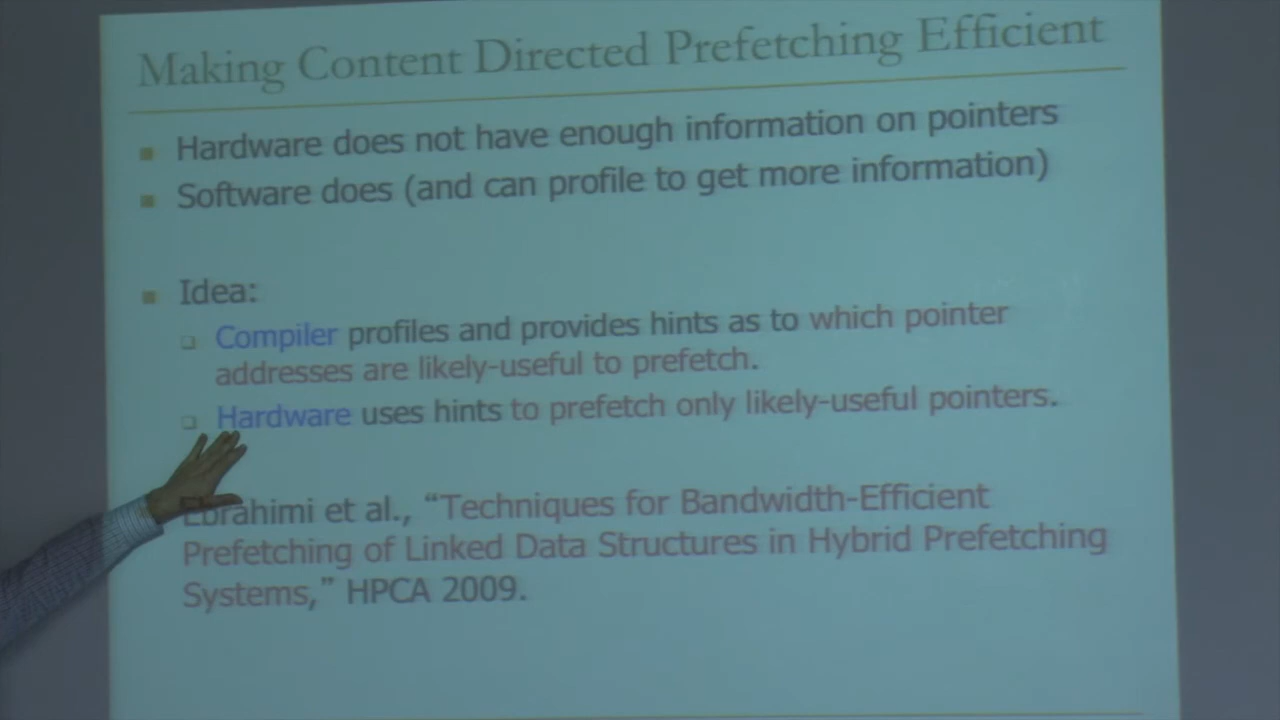 Making Content Directed Prefetching Efficient
Hardware does not have enough information on pointers
Software does (and can profile to get more information)
Idea:
Compiler profiles and provides hints as to which pointer
addresses are likely-useful to prefetch.
Hardware uses hints to prefetch only likely-useful pointers.
Ebrahimi et al., “Techniques for Bandwidth-Efficient
Prefetching of Linked Data Structures in Hybrid Prefetching
Systems,” HPCA 2009.